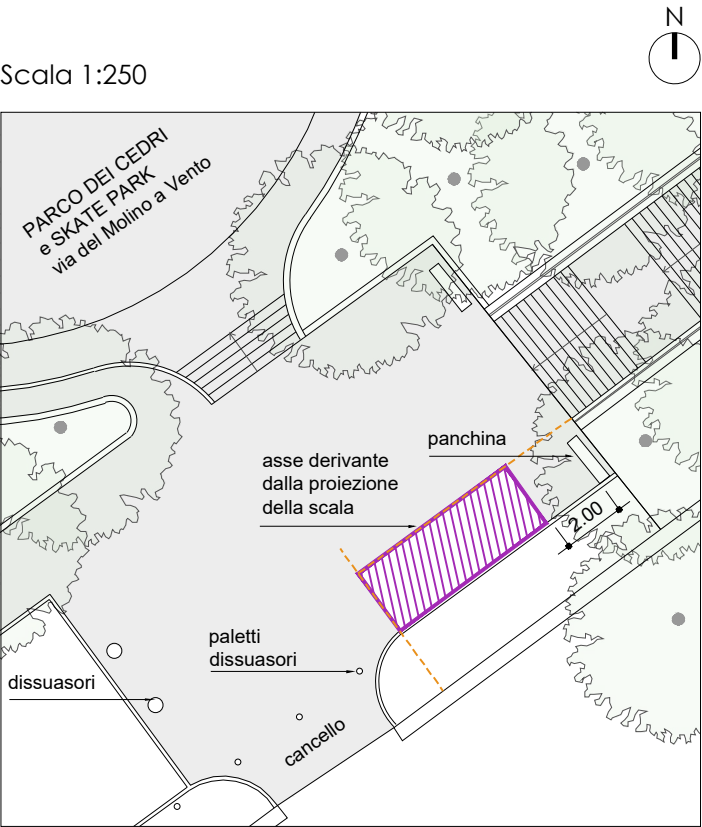 N
Scala 1:250
PARCO DEI CEDRI
e SKATE PARK
via del Molino a Vento
panchina
asse derivante
dalla proiezione
della scala
2.00
paletti
dissuasori
dissuasori
cancello